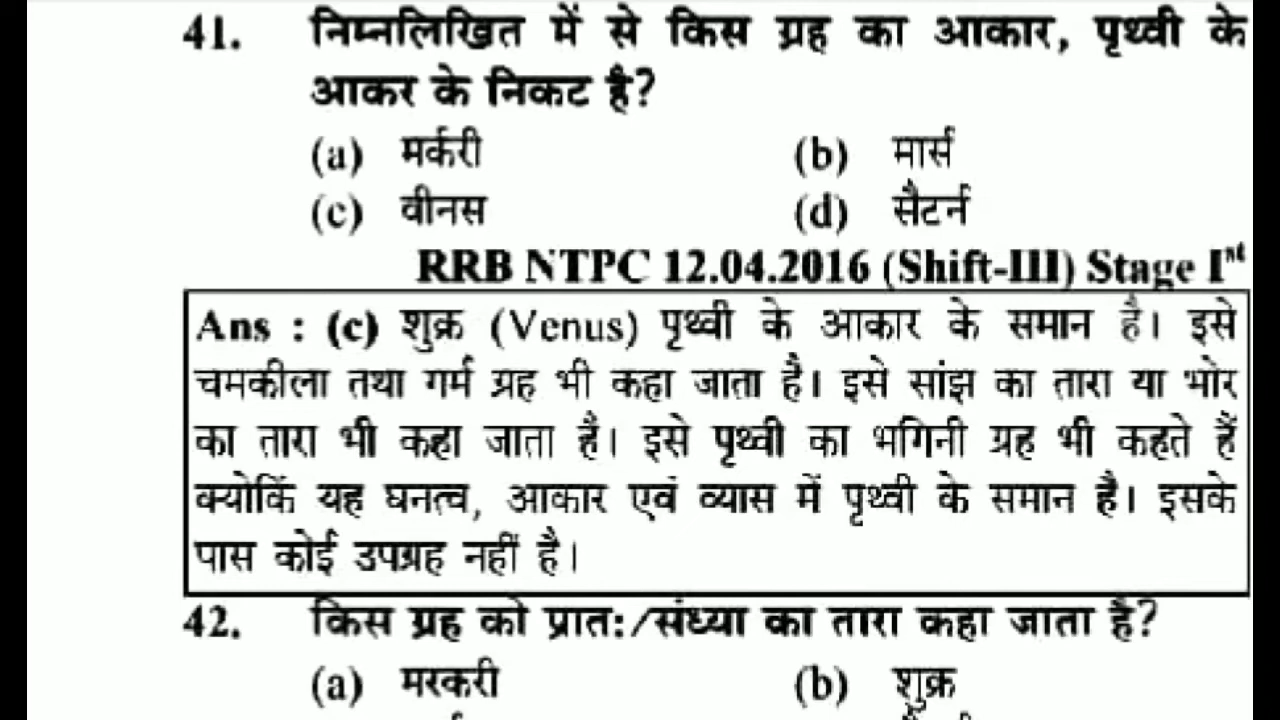 41. निम्नलिखित में से किस ग्रह का आकार, पृथ्वी के
आकर के निकट है?
(a) मर्करी (b) मार्स
(c) वीनस (d) सैटर्न
RRB NTPC 12.04.2016 (Shift-III) Stage Ist
Ans : (c) शुक्र (Venus) पृथ्वी के आकार के समान है। इसे
चमकीला तथा गर्म ग्रह भी कहा जाता है। इसे सांझ का तारा या भोर
का तारा भी कहा जाता है। इसे पृथ्वी का भगिनी ग्रह भी कहते हैं
क्योकिं यह घनत्व, आकार एवं व्यास में पृथ्वी के समान है। इसके
पास कोई उपग्रह नहीं है।
42. किस ग्रह को प्रात:/संध्या का तारा कहा जाता है?
(a) मरकरी (b) शुक्र